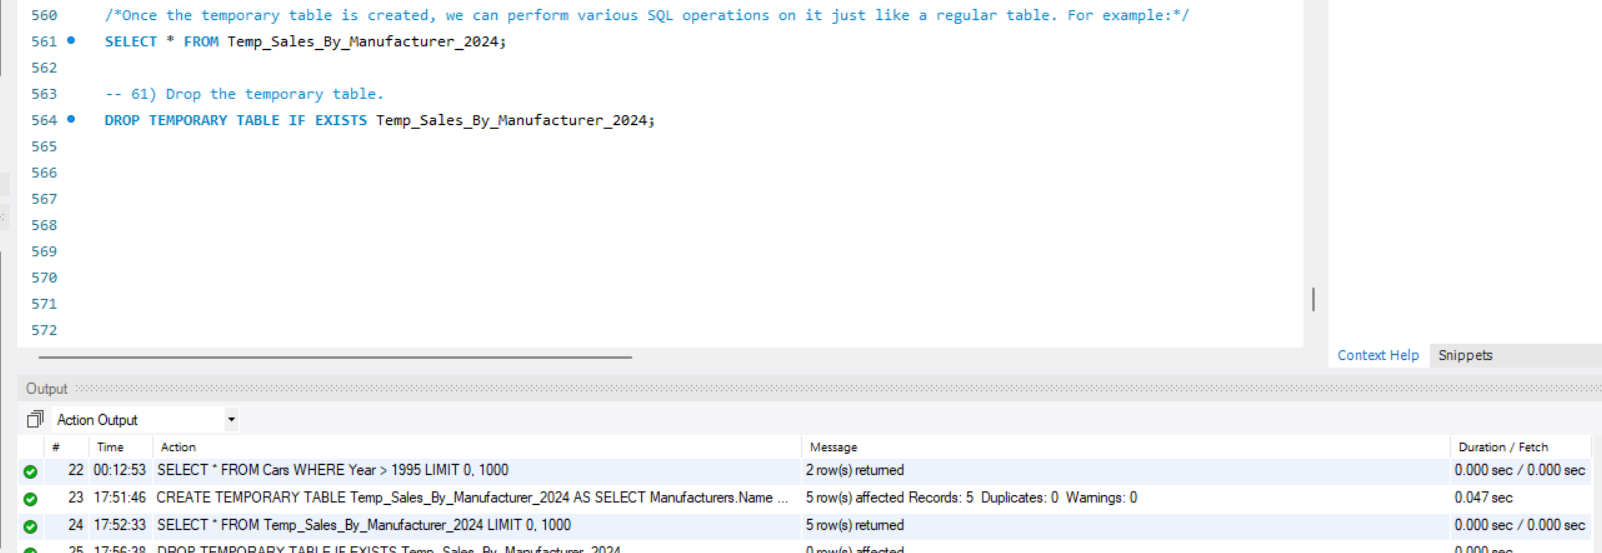 560 /*Once the temporary table is created, we can perform various SQL operations on it just like a regular table. For example:*/
561 SELECT * FROM Temp_Sales_By_Manufacturer_2024;
562
563 -- 61) Drop the temporary table.
564 DROP TEMPORARY TABLE IF EXISTS Temp_Sales_By_Manufacturer_2024;
565
566
567
568
569
570
571
572
Context Help Snippets
Output
Action Output
# Time Action Message Duration / Fetch
22 00:12:53 SELECT * FROM Cars WHERE Year > 1995 LIMIT 0, 1000 2 row(s) returned 0.000 sec / 0.000 sec
23 17:51:46 CREATE TEMPORARY TABLE Temp_Sales_By_Manufacturer_2024 AS SELECT Manufacturers.Name ... 5 row(s) affected Records: 5 Duplicates: 0 Warnings: 0 0.047 sec
24 17:52:33 SELECT * FROM Temp_Sales_By_Manufacturer_2024 LIMIT 0, 1000 5 row(s) returned 0.000 sec / 0.000 sec
25 17:56:38 DROP TEMPORARY TABLE IF EXISTS Temp_Sales_By_Manufacturer_2024 0 row(s) affected 0.000 sec